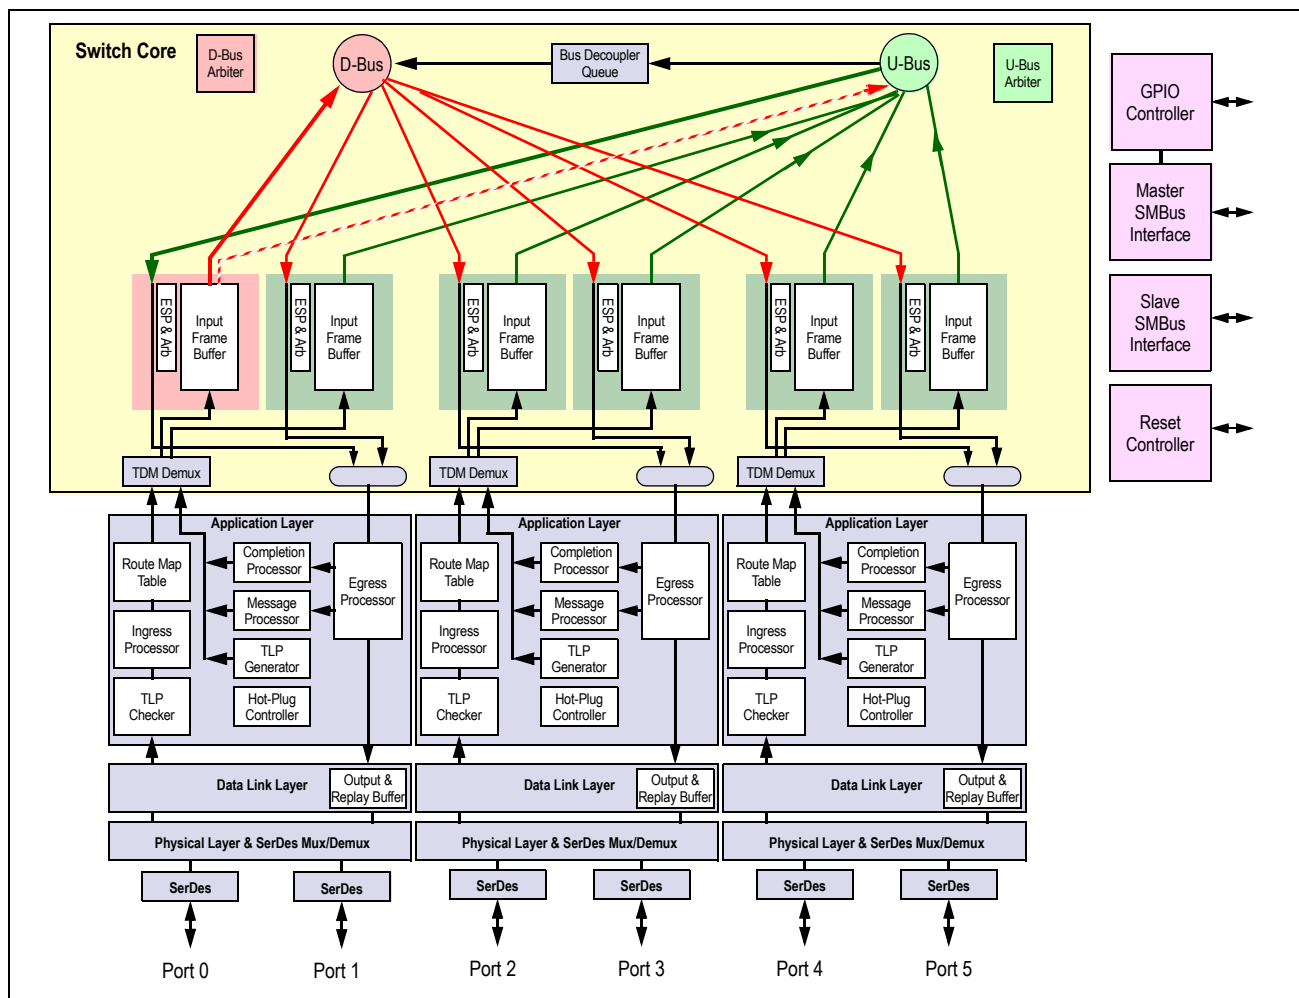 Switch Core
D-Bus
Arbiter
D-Bus
Bus Decoupler
Queue
U-Bus
U-Bus
Arbiter
GPIO
Controller
Master
SMBus
Interface
Slave
SMBus
Interface
Reset
Controller
ESP & Arb
Input
Frame
Buffer
ESP & Arb
Input
Frame
Buffer
ESP & Arb
Input
Frame
Buffer
ESP & Arb
Input
Frame
Buffer
ESP & Arb
Input
Frame
Buffer
ESP & Arb
Input
Frame
Buffer
TDM Demux
TDM Demux
TDM Demux
Application Layer
Route Map
Table
Completion
Processor
Egress
Processor
Ingress
Processor
Message
Processor
TLP
Generator
TLP
Checker
Hot-Plug
Controller
Application Layer
Route Map
Table
Completion
Processor
Egress
Processor
Ingress
Processor
Message
Processor
TLP
Generator
TLP
Checker
Hot-Plug
Controller
Application Layer
Route Map
Table
Completion
Processor
Egress
Processor
Ingress
Processor
Message
Processor
TLP
Generator
TLP
Checker
Hot-Plug
Controller
Data Link Layer
Output &
Replay Buffer
Data Link Layer
Output &
Replay Buffer
Data Link Layer
Output &
Replay Buffer
Physical Layer & SerDes Mux/Demux
Physical Layer & SerDes Mux/Demux
Physical Layer & SerDes Mux/Demux
SerDes
SerDes
SerDes
SerDes
SerDes
SerDes
Port 0
Port 1
Port 2
Port 3
Port 4
Port 5